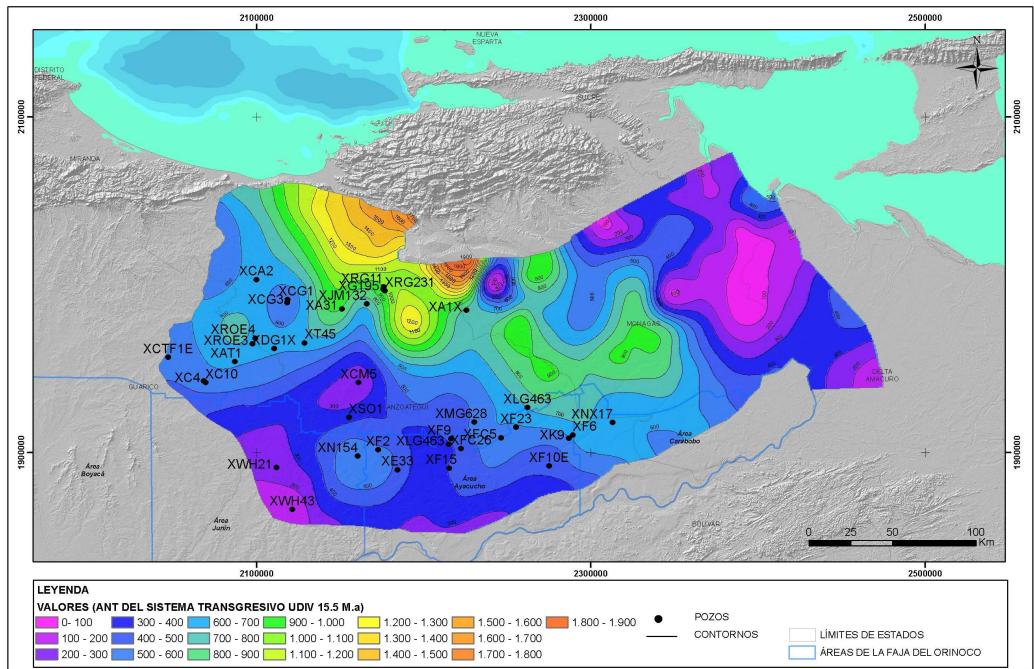 2100000 2300000 2500000
NUEVA
ESPARTA
DISTRITO
FEDERAL
N
SUCRE
2100000
2100000
MIRANDA
XCA2
XRG11
XG195
XRG231
XCG1
XCG3
XJM132
XA31
XA1X
MONAGAS
XROE4
XROE3
XDG1X
XT45
XCTF1E
XAT1
XC4
XC10
XCM5
GUÁRICO
DELTA
AMACURO
XSO1
ANZOÁTEGUI
XLG463
XMG628
XF23
XNX17
XF9
XFC5
XF6
XLG463
XFC26
XK9
Área
Carabobo
XN154
XF2
XE33
XF15
XF10E
1900000
1900000
Área
Boyacá
XWH21
Área
Ayacucho
XWH43
Área
Junín
BOLÍVAR
0 25 50 100
Km
2100000 2300000 2500000
LEYENDA
VALORES (ANT DEL SISTEMA TRANSGRESIVO UDIV 15.5 M.a)
0- 100 300 - 400 600 - 700 900 - 1.000 1.200 - 1.300 1.500 - 1.600 1.800 - 1.900
100 - 200 400 - 500 700 - 800 1.000 - 1.100 1.300 - 1.400 1.600 - 1.700
200 - 300 500 - 600 800 - 900 1.100 - 1.200 1.400 - 1.500 1.700 - 1.800
POZOS
CONTORNOS
LÍMITES DE ESTADOS
ÁREAS DE LA FAJA DEL ORINOCO